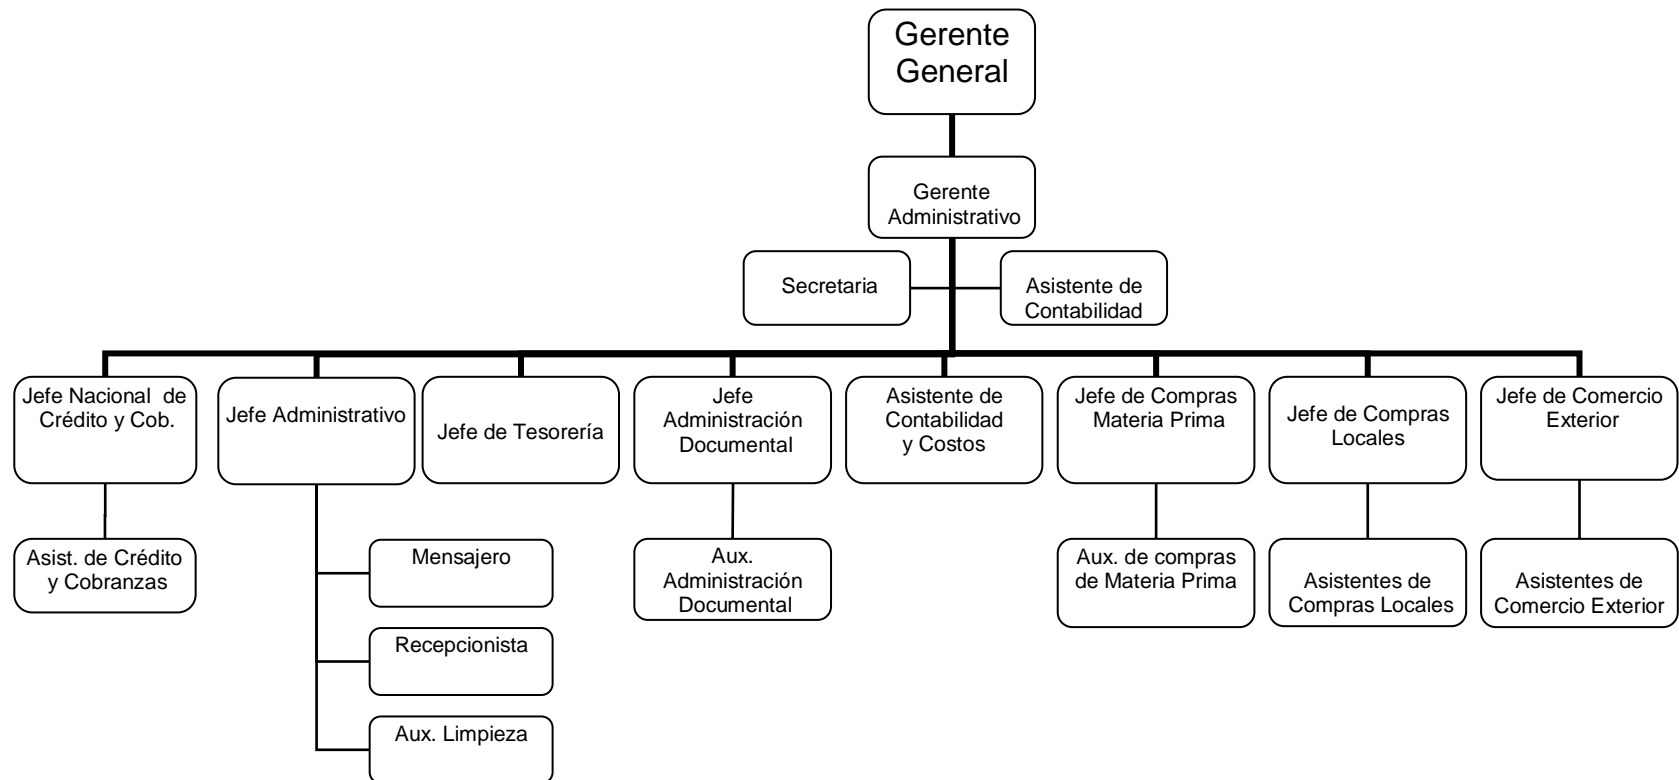 Gerente
General
Gerente
Administrativo
Secretaria
Asistente de
Contabilidad
Jefe Nacional  de
Crédito y Cob.
Jefe Administrativo
Jefe de Tesorería
Jefe
Administración
Documental
Asistente de
Contabilidad
y Costos
Jefe de Compras
Materia Prima
Jefe de Compras
Locales
Jefe de Comercio
Exterior
Asist. de Crédito
y Cobranzas
Mensajero
Recepcionista
Aux. Limpieza
Aux.
Administración
Documental
Aux. de compras
de Materia Prima
Asistentes de
Compras Locales
Asistentes de
Comercio Exterior